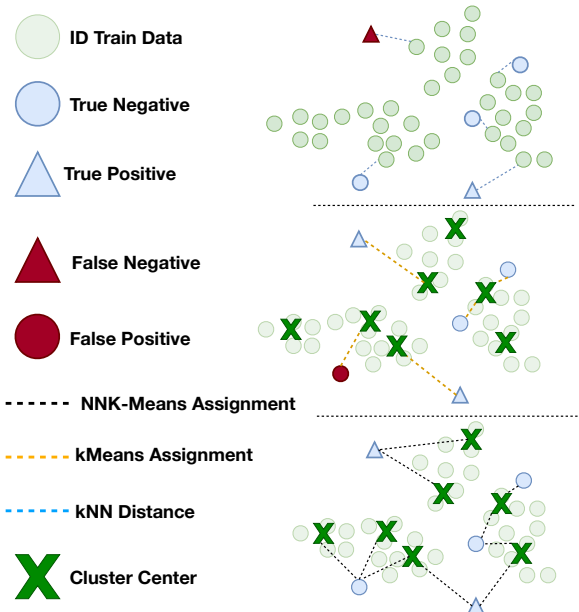 ID Train Data
True Negative
True Positive
False Negative
False Positive
NNK-Means Assignment
kMeans Assignment
kNN Distance
Cluster Center